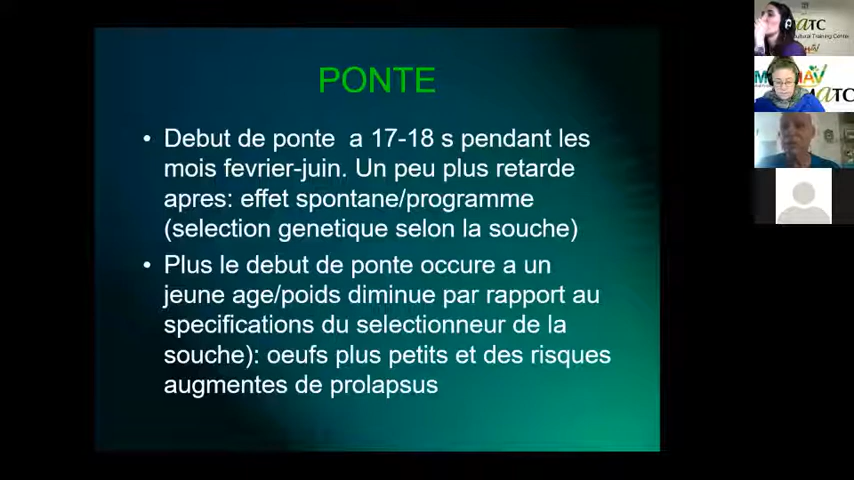 PONTE
• Debut de ponte a 17-18 s pendant les
mois fevrier-juin. Un peu plus retarde
apres: effet spontane/programme
(selection genetique selon la souche)
• Plus le debut de ponte occure a un
jeune age/poids diminue par rapport au
specifications du selectionneur de la
souche): oeufs plus petits et des risques
augmentes de prolapsus